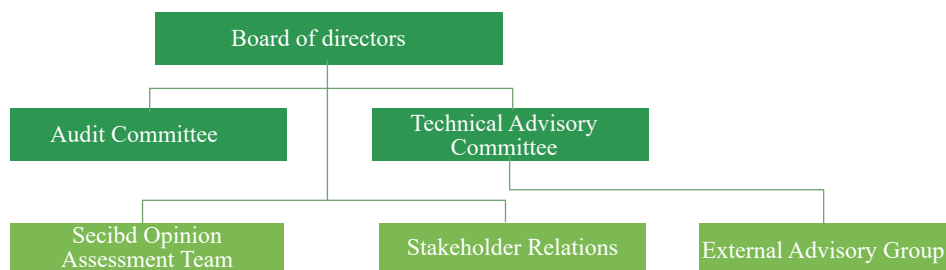 Board of directors
Audit Committee
Technical Advisory
Committee
Secibd Opinion
Assessment Team
Stakeholder Relations
External Advisory Group